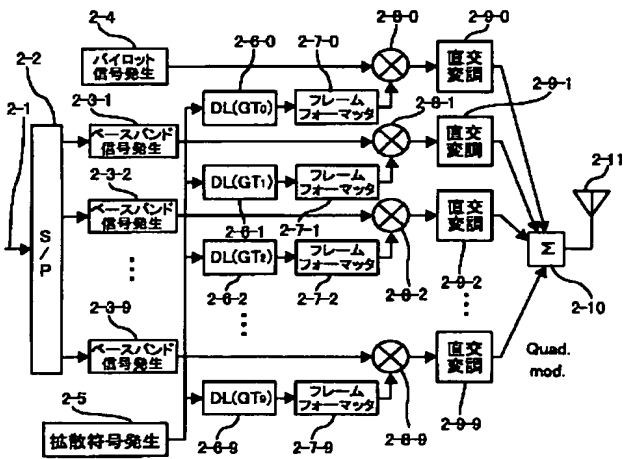 2-8-0
2-9-0
2-4
2-6-0
2-7-0
2-2
パイロット
信号発生
直交
変調
2-9-1
2-3-1
DL(GT₀)
フレーム
フォーマッタ
2-8-1
2-1
ベースバンド
信号発生
直交
変調
2-11
2-3-2
DL(GT₁)
フレーム
フォーマッタ
2-8-2
ベースバンド
信号発生
2-6-1
2-7-1
直交
変調
S/P
DL(GT₂)
フレーム
フォーマッタ
Σ
2-6-2
2-7-2
2-8-2
2-9-2
2-10
2-3-9
ベースバンド
信号発生
直交
変調
Quad.
mod.
2-5
DL(GT₉)
フレーム
フォーマッタ
拡散符号発生
2-6-9
2-7-9
2-8-9
2-9-9